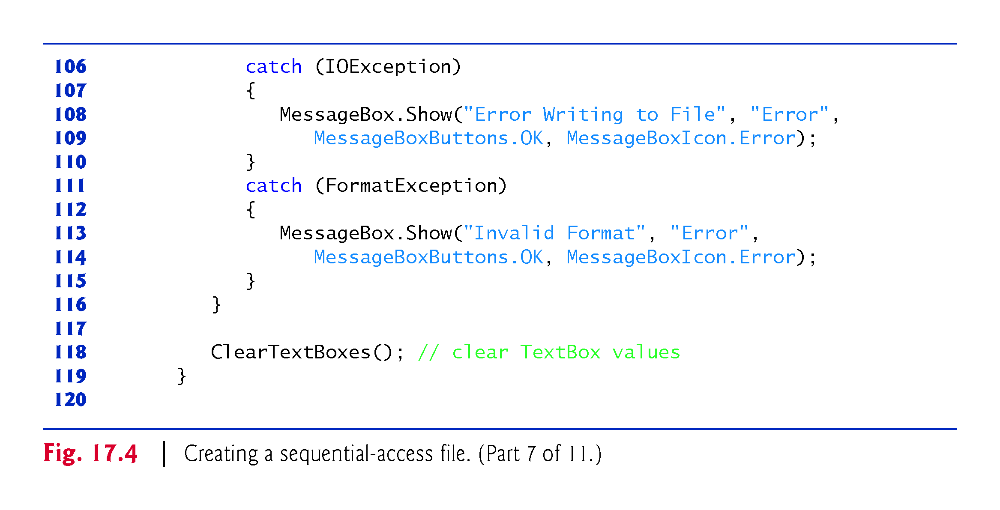 106 catch (IOException)
107 {
108 MessageBox.Show("Error Writing to File", "Error",
109 MessageBoxButtons.OK, MessageBoxIcon.Error);
110 }
111 catch (FormatException)
112 {
113 MessageBox.Show("Invalid Format", "Error",
114 MessageBoxButtons.OK, MessageBoxIcon.Error);
115 }
116 }
117
118 ClearTextBoxes(); // clear TextBox values
119 }
120
Fig. 17.4 | Creating a sequential-access file. (Part 7 of 11.)